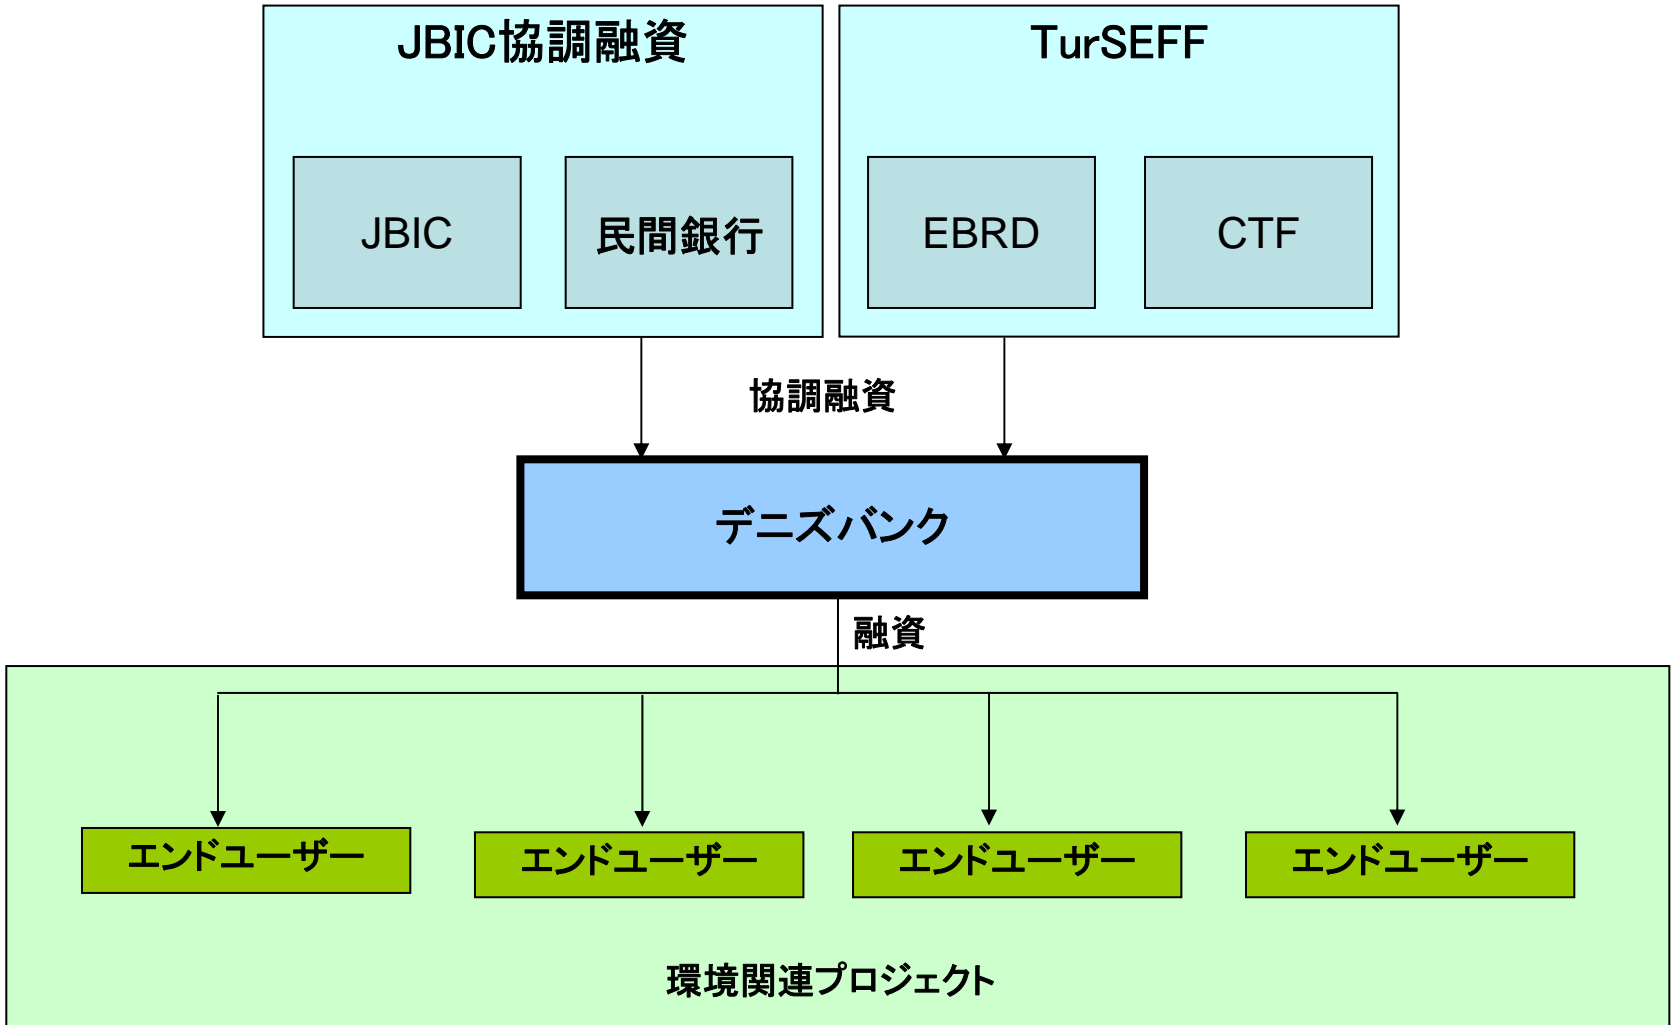 JBIC協調融資
TurSEFF
JBIC
民間銀行
EBRD
CTF
協調融資
デニズバンク
融資
エンドユーザー
エンドユーザー
エンドユーザー
エンドユーザー
環境関連プロジェクト